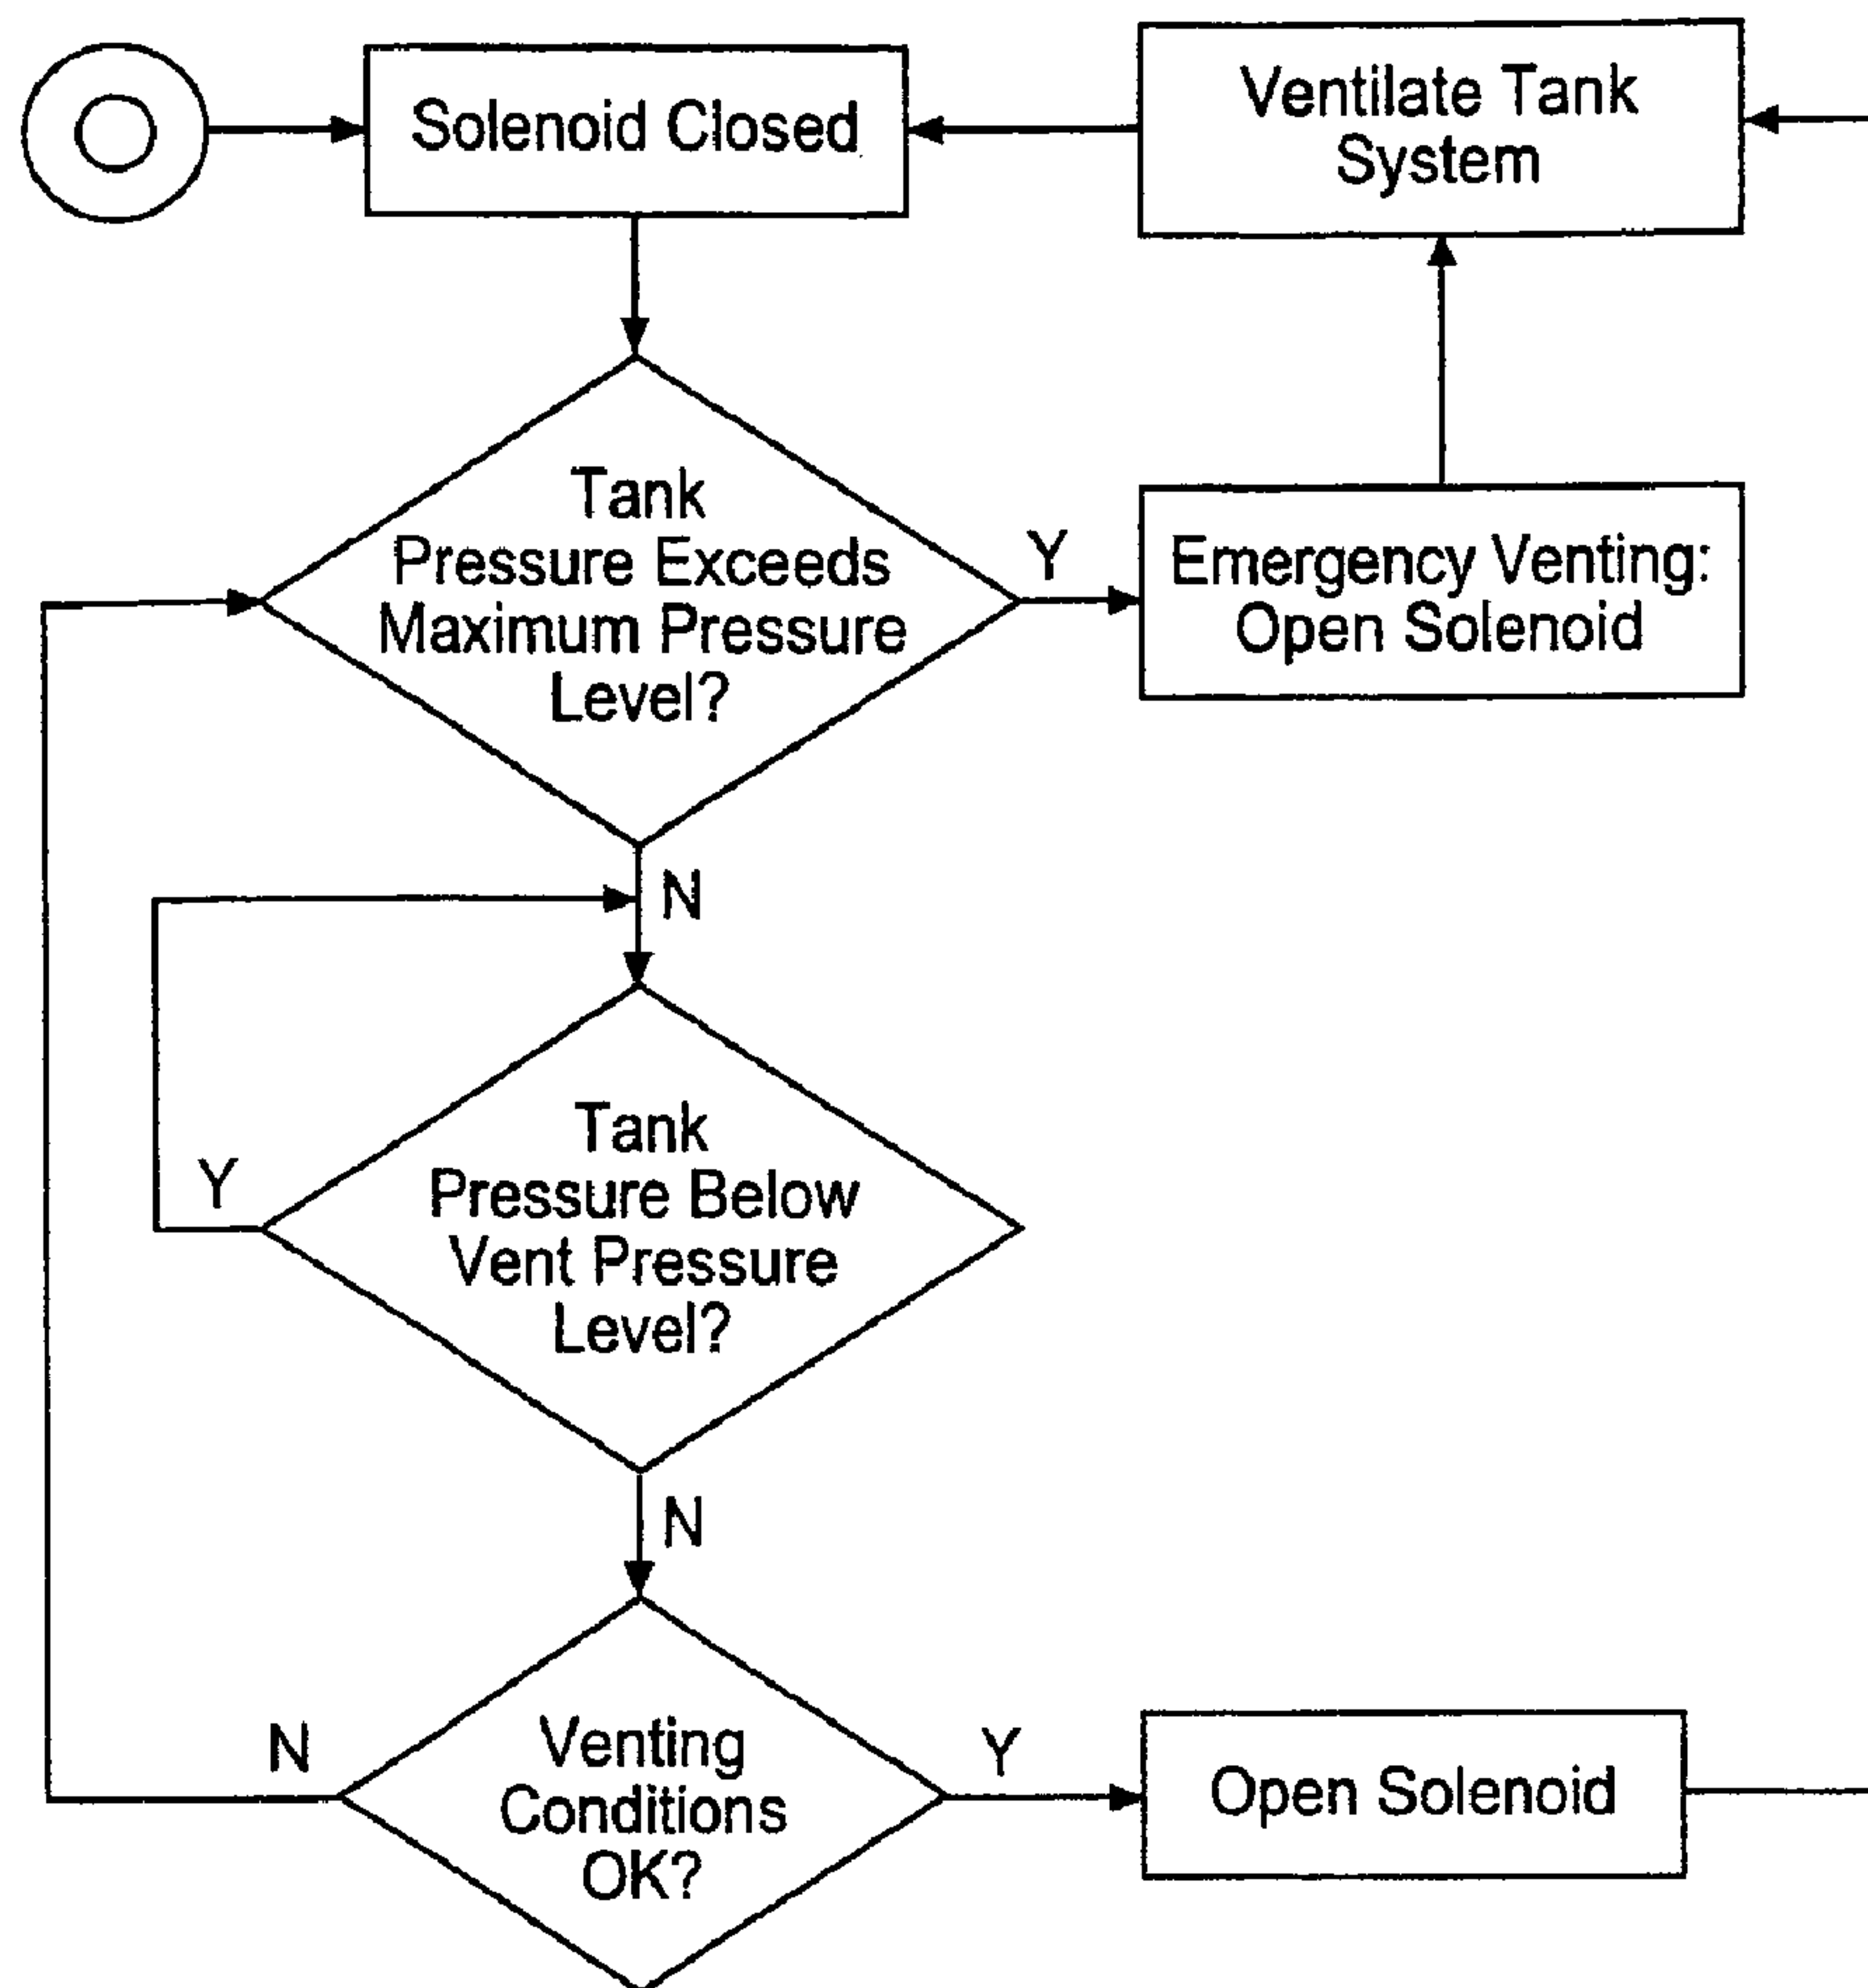 Solenoid Closed
Ventilate Tank
System
Tank
Pressure Exceeds
Maximum Pressure
Level?
Y
Emergency Venting:
Open Solenoid
N
Tank
Pressure Below
Vent Pressure
Level?
Y
N
Venting
Conditions
OK?
N
Y
Open Solenoid